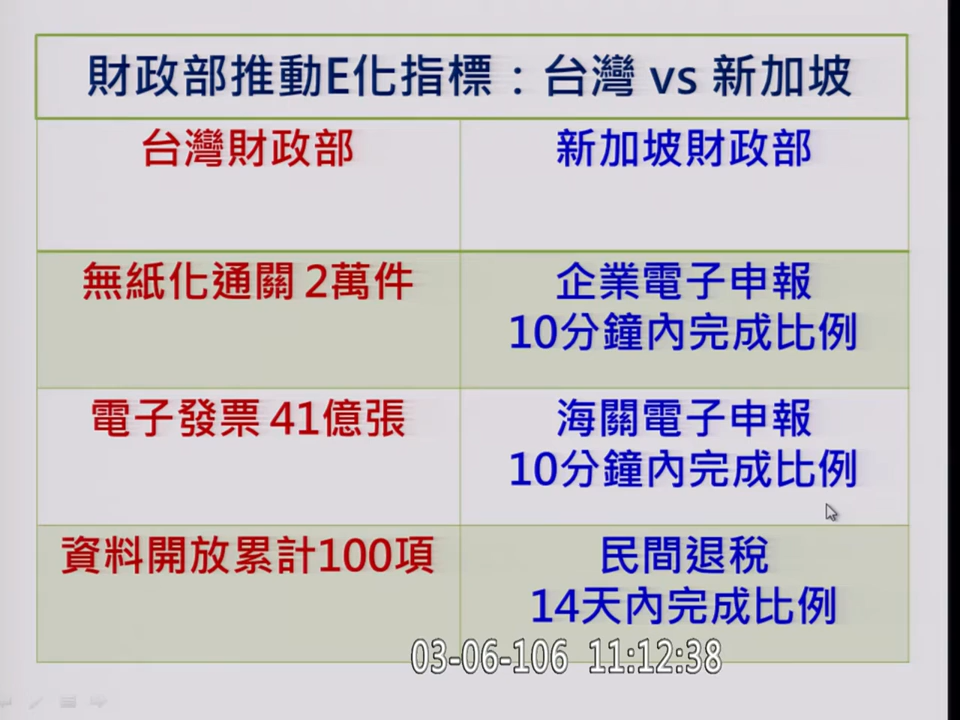 財政部推動E化指標：台灣 vs 新加坡
台灣財政部
新加坡財政部
無紙化通關 2萬件
企業電子申報
10分鐘內完成比例
電子發票 41億張
海關電子申報
10分鐘內完成比例
資料開放累計100項
民間退稅
14天內完成比例
03-06-106 11:12:38